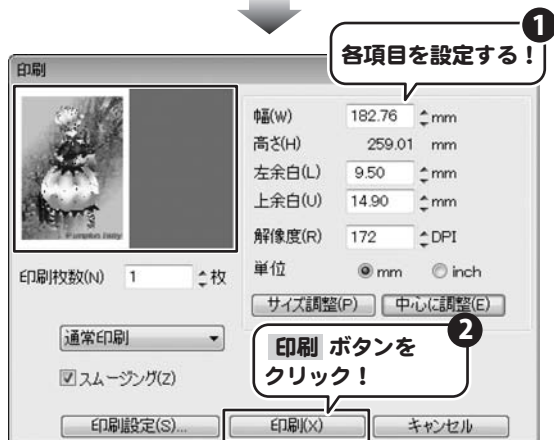 1
各項目を設定する！
印刷
幅(W) 182.76 mm
高さ(H) 259.01 mm
左余白(L) 9.50 mm
上余白(U) 14.90 mm
解像度(R) 172 DPI
単位 mm inch
サイズ調整(P) 中心に調整(E)
印刷枚数(N) 1 枚
通常印刷
スムージング(Z)
2
印刷 ボタンを
クリック！
印刷設定(S)... 印刷(X) キャンセル